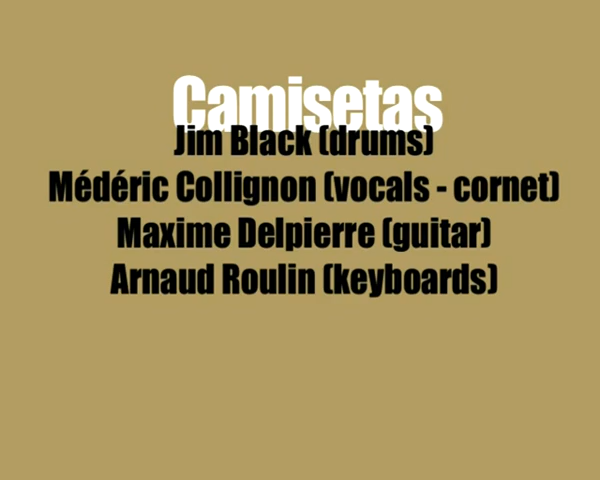 Camisetas
Jim Black (drums)
Médéric Collignon (vocals - cornet)
Maxime Delpierre (guitar)
Arnaud Roulin (keyboards)